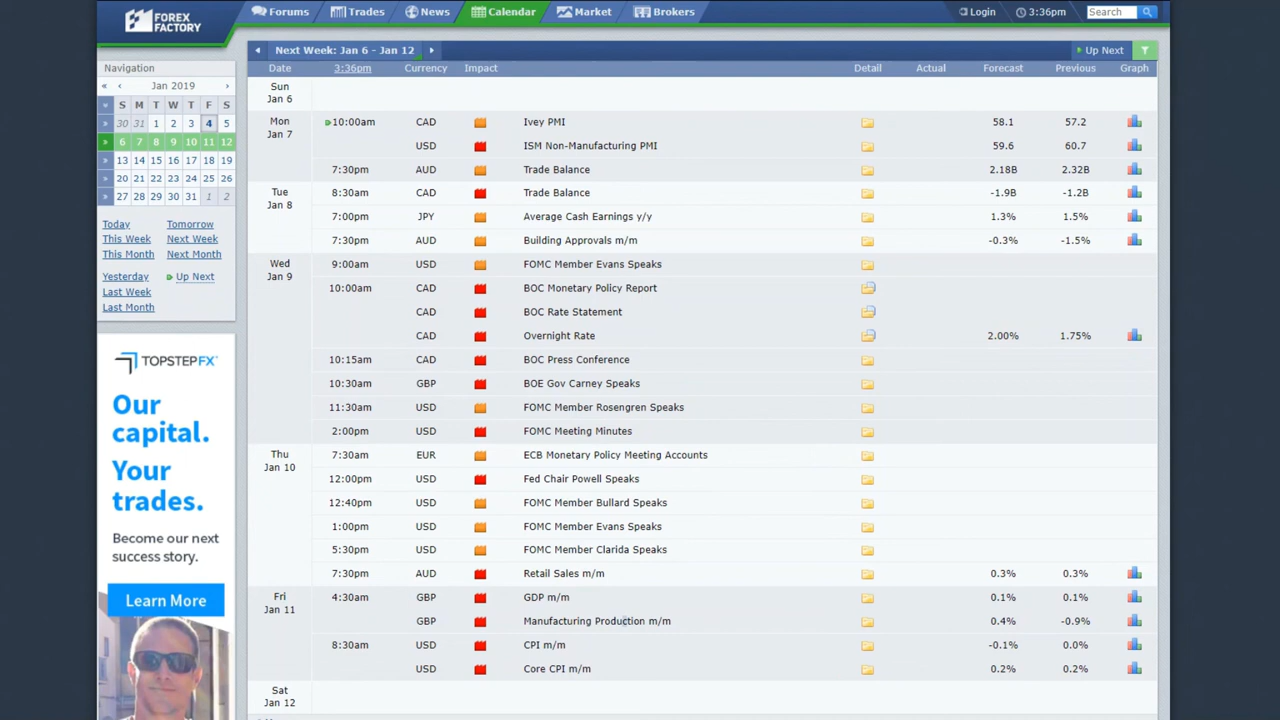 FOREX
FACTORY
Forums Trades News Calendar Market Brokers Login 3:36pm Search
Navigation
« ‹ Jan 2019 ›
» S M T W T F S
30 31 1 2 3 4 5
» 6 7 8 9 10 11 12
» 13 14 15 16 17 18 19
» 20 21 22 23 24 25 26
» 27 28 29 30 31 1 2
Today Tomorrow
This Week Next Week
This Month Next Month
Yesterday Up Next
Last Week
Last Month
TOPSTEPFX
Our
capital.
Your
trades.
Become our next
success story.
Learn More
Next Week: Jan 6 - Jan 12 Up Next
Date 3:36pm Currency Impact Detail Actual Forecast Previous Graph
Sun
Jan 6
Mon
Jan 7
10:00am CAD Ivey PMI 58.1 57.2
USD ISM Non-Manufacturing PMI 59.6 60.7
7:30pm AUD Trade Balance 2.18B 2.32B
Tue
Jan 8
8:30am CAD Trade Balance -1.9B -1.2B
7:00pm JPY Average Cash Earnings y/y 1.3% 1.5%
7:30pm AUD Building Approvals m/m -0.3% -1.5%
Wed
Jan 9
9:00am USD FOMC Member Evans Speaks
10:00am CAD BOC Monetary Policy Report
CAD BOC Rate Statement
CAD Overnight Rate 2.00% 1.75%
10:15am CAD BOC Press Conference
10:30am GBP BOE Gov Carney Speaks
11:30am USD FOMC Member Rosengren Speaks
2:00pm USD FOMC Meeting Minutes
Thu
Jan 10
7:30am EUR ECB Monetary Policy Meeting Accounts
12:00pm USD Fed Chair Powell Speaks
12:40pm USD FOMC Member Bullard Speaks
1:00pm USD FOMC Member Evans Speaks
5:30pm USD FOMC Member Clarida Speaks
7:30pm AUD Retail Sales m/m 0.3% 0.3%
Fri
Jan 11
4:30am GBP GDP m/m 0.1% 0.1%
GBP Manufacturing Production m/m 0.4% -0.9%
8:30am USD CPI m/m -0.1% 0.0%
USD Core CPI m/m 0.2% 0.2%
Sat
Jan 12